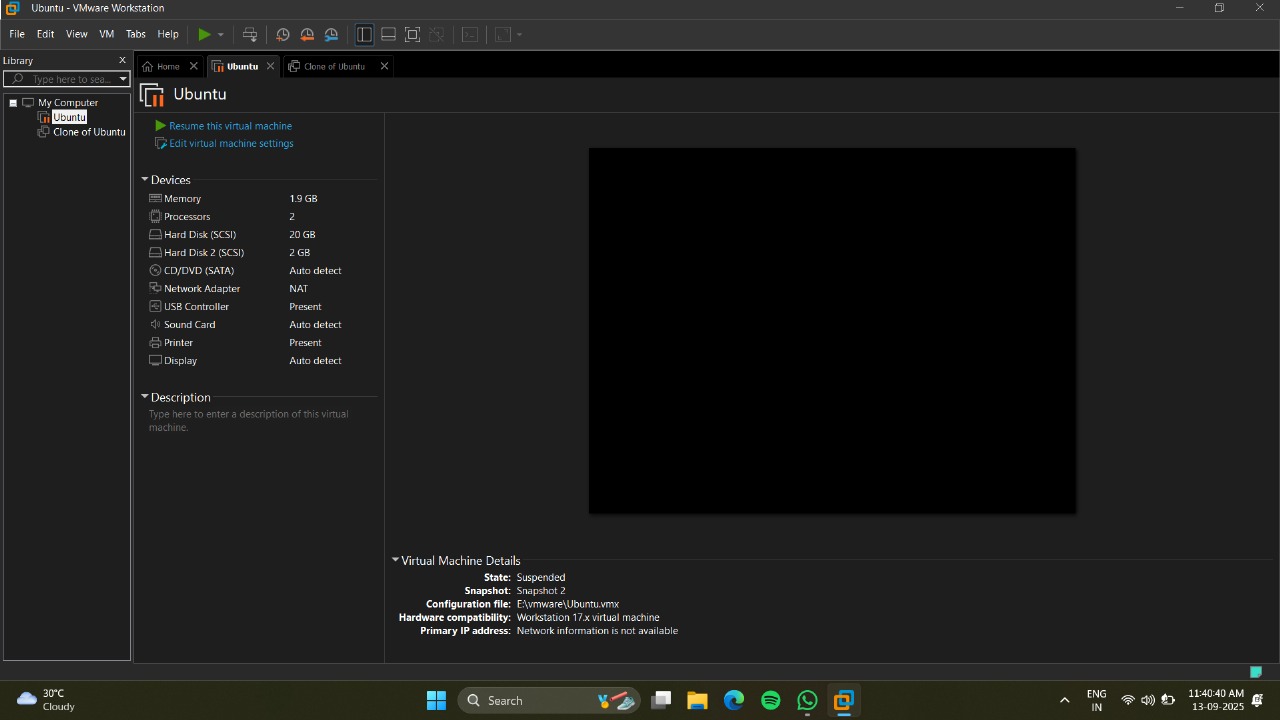 Ubuntu - VMware Workstation
File Edit View VM Tabs Help
Library
Type here to sea...
My Computer
Ubuntu
Clone of Ubuntu
Home Ubuntu Clone of Ubuntu
Ubuntu
Resume this virtual machine
Edit virtual machine settings
Devices
Memory 1.9 GB
Processors 2
Hard Disk (SCSI) 20 GB
Hard Disk 2 (SCSI) 2 GB
CD/DVD (SATA) Auto detect
Network Adapter NAT
USB Controller Present
Sound Card Auto detect
Printer Present
Display Auto detect
Description
Type here to enter a description of this virtual
machine.
Virtual Machine Details
State: Suspended
Snapshot: Snapshot 2
Configuration file: E:\vmware\Ubuntu.vmx
Hardware compatibility: Workstation 17.x virtual machine
Primary IP address: Network information is not available
30°C
Cloudy
Search
ENG
IN
11:40:40 AM
13-09-2025